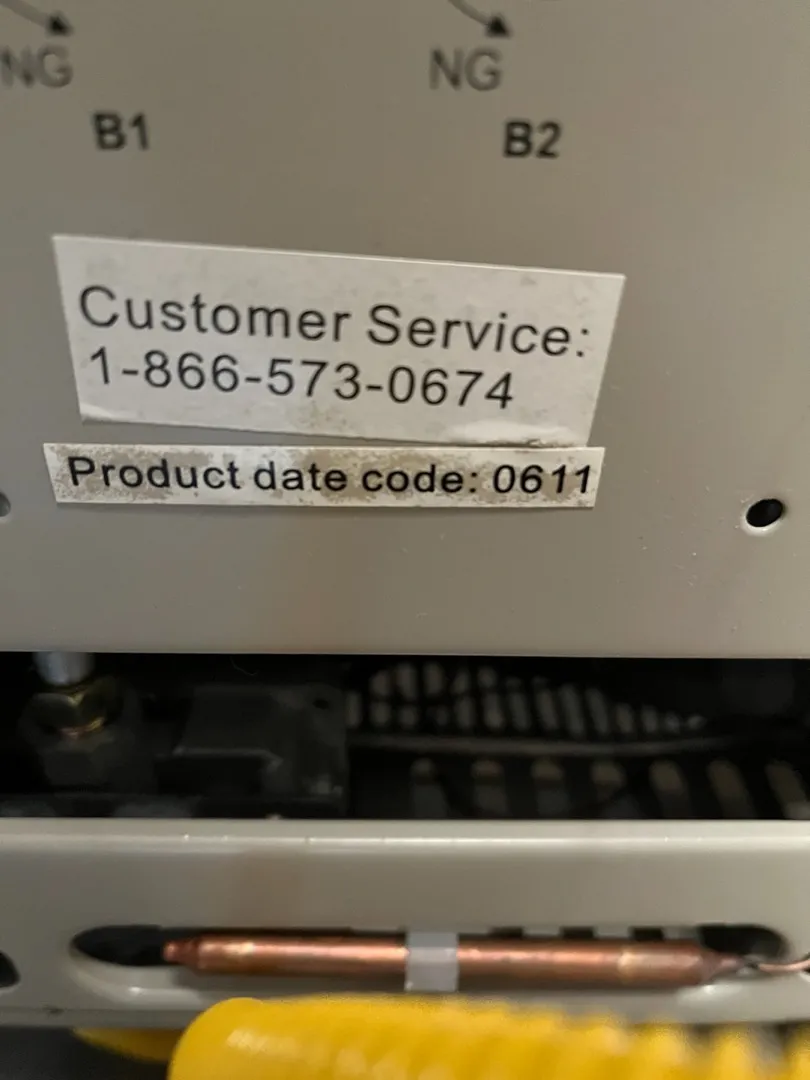 NG NG
B1 B2
Customer Service:
1-866-573-0674
Product date code: 0611